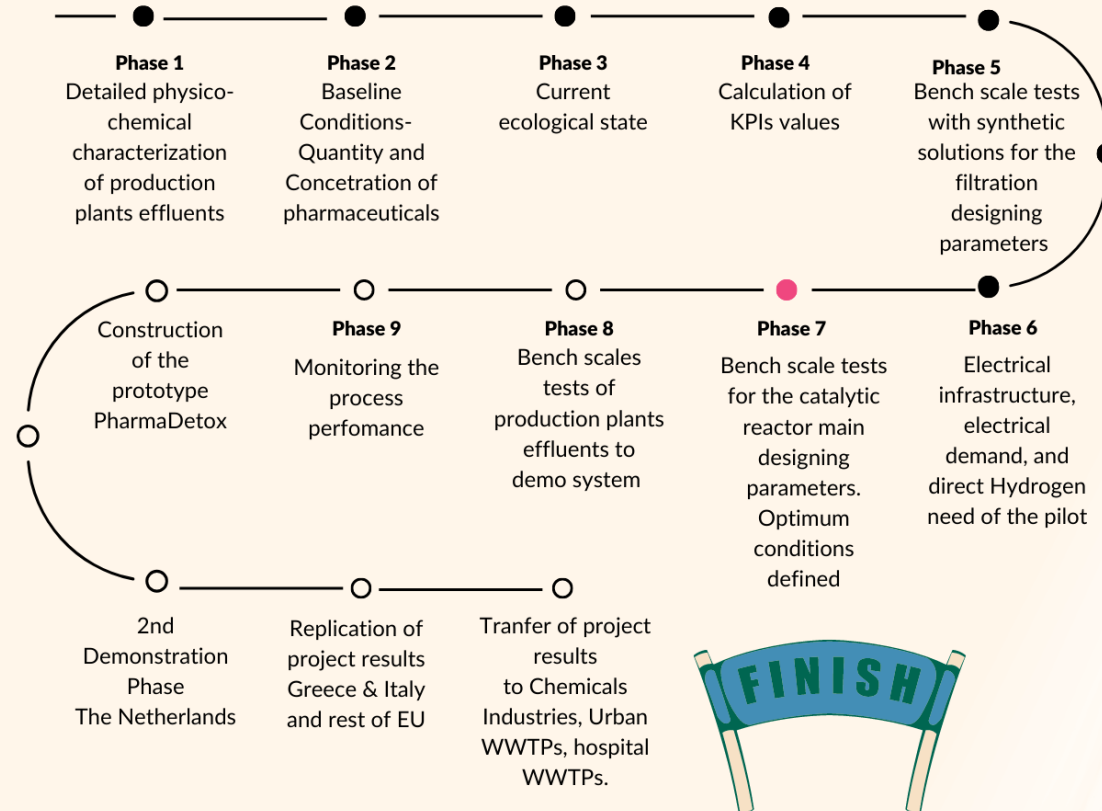 Phase 1
Detailed physico-
chemical
characterization
of production
plants effluents
Phase 2
Baseline
Conditions-
Quantity and
Concetration of
pharmaceuticals
Phase 3
Current
ecological state
Phase 4
Calculation of
KPIs values
Phase 5
Bench scale tests
with synthetic
solutions for the
filtration
designing
parameters
Phase 6
Electrical
infrastructure,
electrical
demand, and
direct Hydrogen
need of the pilot
Phase 7
Bench scale tests
for the catalytic
reactor main
designing
parameters.
Optimum
conditions
defined
Phase 8
Bench scales
tests of
production plants
effluents to
demo system
Phase 9
Monitoring the
process
perfomance
Construction
of the
prototype
PharmaDetox
2nd
Demonstration
Phase
The Netherlands
Replication of
project results
Greece & Italy
and rest of EU
Tranfer of project
results
to Chemicals
Industries, Urban
WWTPs, hospital
WWTPs.
FINISH